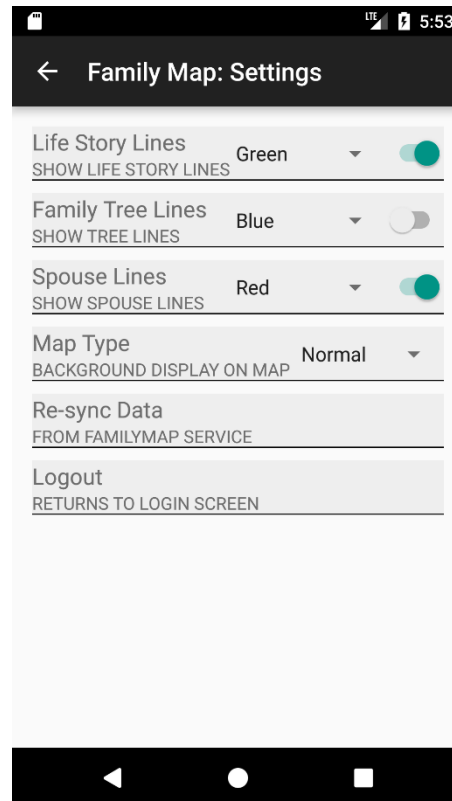 LTE 5:53
Family Map: Settings
Life Story Lines
SHOW LIFE STORY LINES
Green
Family Tree Lines
SHOW TREE LINES
Blue
Spouse Lines
SHOW SPOUSE LINES
Red
Map Type
BACKGROUND DISPLAY ON MAP
Normal
Re-sync Data
FROM FAMILYMAP SERVICE
Logout
RETURNS TO LOGIN SCREEN